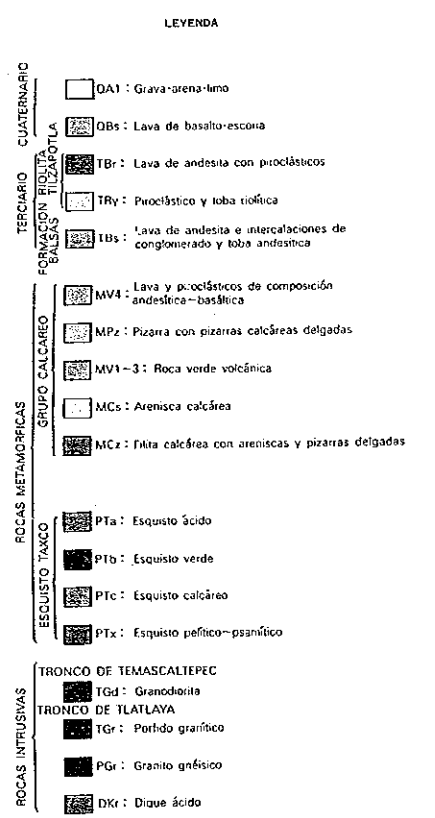 LEYENDA
CUATERNARIO
QA1 : Grava-arena-limo
QBs : Lava de basalto-escoria
TERCIARIO
FORMACION RIOLITA
BALSAS TILZAPOTLA
TBr : Lava de andesita con piroclásticos
TRy : Piroclástico y toba riolítica
TBs : Lava de andesita e intercalaciones de
conglomerado y toba andesítica
ROCAS METAMORFICAS
GRUPO CALCAREO
MV4 : Lava y piroclásticos de composición
andesítica-basáltica
MPz : Pizarra con pizarras calcáreas delgadas
MV1-3 : Roca verde volcánica
MCs : Arenisca calcárea
MCz : Filita calcárea con areniscas y pizarras delgadas
ESQUISTO TAXCO
PTa : Esquisto ácido
PTb : Esquisto verde
PTc : Esquisto calcáreo
PTx : Esquisto pelítico-psamítico
ROCAS INTRUSIVAS
TRONCO DE TEMASCALTEPEC
TGd : Granodiorita
TRONCO DE TLATLAYA
TGr : Porfido granítico
PGr : Granito gnéisico
DKr : Dique ácido